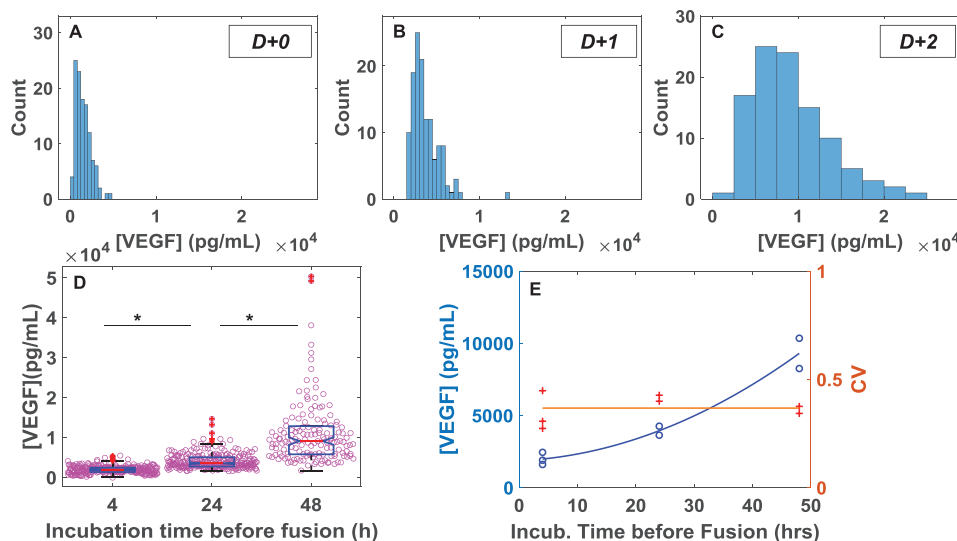 A
D+0
30
20
10
0
Count
0
1
2
[VEGF] (pg/mL)
×10⁴
B
D+1
30
20
10
0
Count
0
1
2
[VEGF] (pg/mL)
×10⁴
C
D+2
30
20
10
0
Count
0
1
2
[VEGF] (pg/mL)
×10⁴
×10⁴
D
5
4
3
2
1
0
[VEGF](pg/mL)
*
*
4
24
48
Incubation time before fusion (h)
E
15000
10000
5000
0
[VEGF] (pg/mL)
1
0.5
0
CV
0
10
20
30
40
50
Incub. Time before Fusion (hrs)